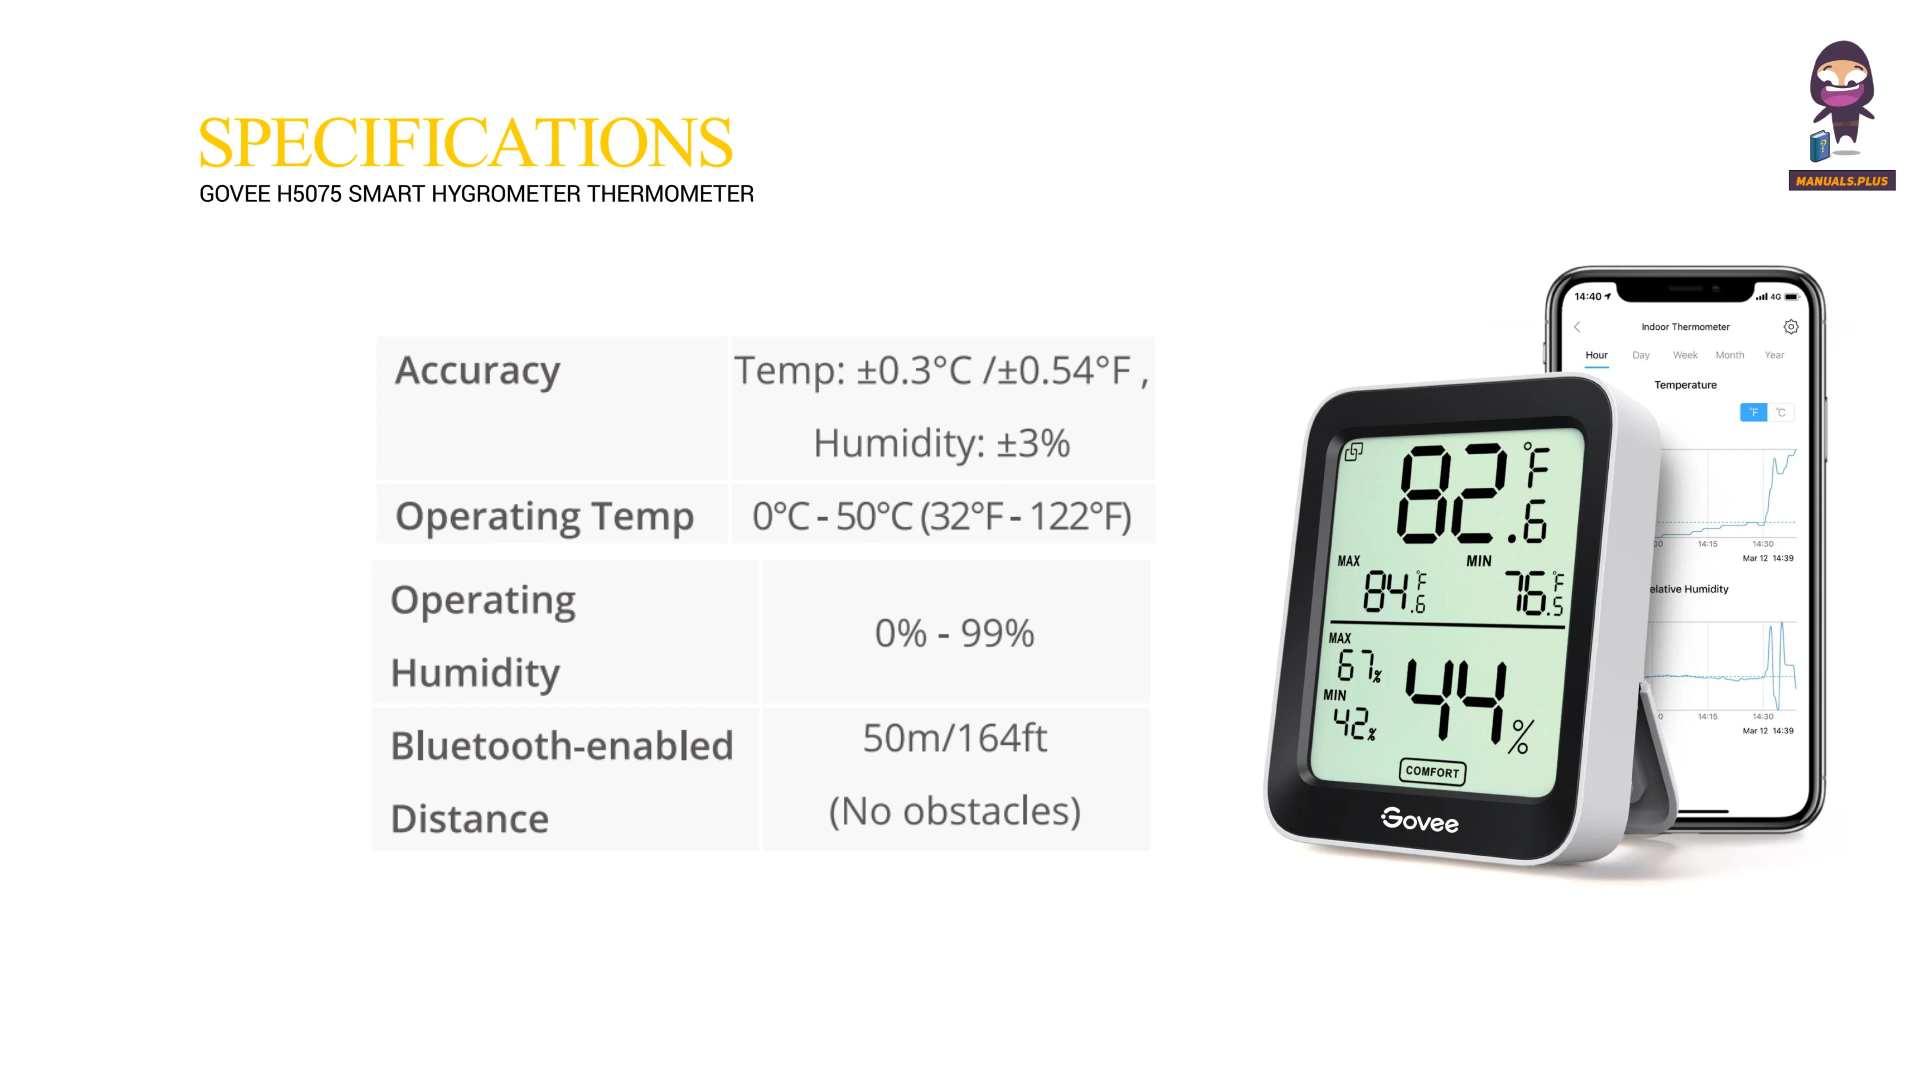 SPECIFICATIONS
GOVEE H5075 SMART HYGROMETER THERMOMETER
?
MANUALS.PLUS
Accuracy
Temp: ±0.3°C /±0.54°F ,
Humidity: ±3%
Operating Temp
0°C - 50°C (32°F - 122°F)
Operating
Humidity
0% - 99%
Bluetooth-enabled
Distance
50m/164ft
(No obstacles)
82.6 °F
MAX MIN
84.6 °F 76.5 °F
MAX
67%
MIN
42%
44%
COMFORT
Govee
14:40 4G
Indoor Thermometer
Hour Day Week Month Year
Temperature
°F °C
00 14:15 14:30
Mar 12 14:39
elative Humidity
0 14:15 14:30
Mar 12 14:39